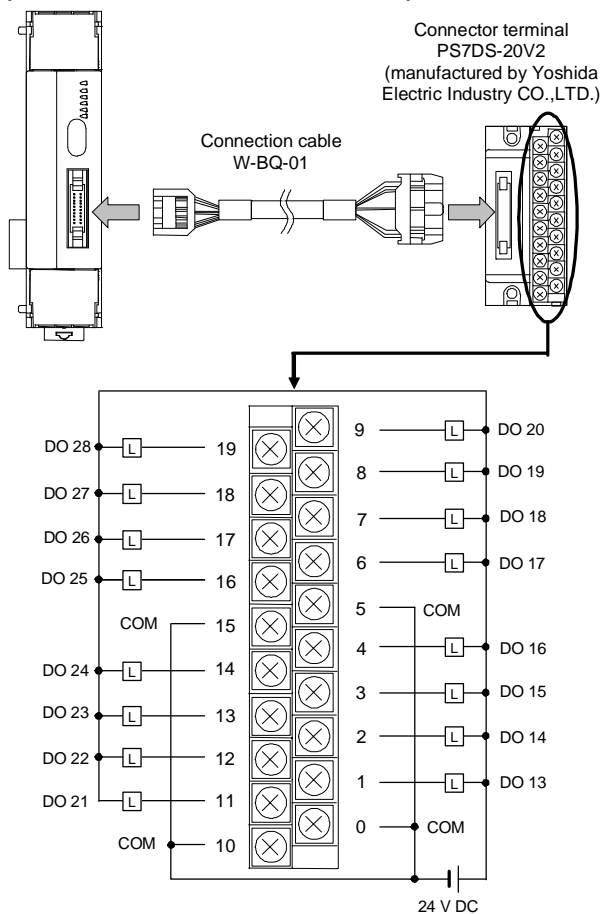 Connector terminal
PS7DS-20V2
(manufactured by Yoshida
Electric Industry CO.,LTD.)
Connection cable
W-BQ-01
9 L DO 20
DO 28 L 19
8 L DO 19
DO 27 L 18
7 L DO 18
DO 26 L 17
6 L DO 17
DO 25 L 16
5 COM
COM 15
4 L DO 16
DO 24 L 14
3 L DO 15
DO 23 L 13
2 L DO 14
DO 22 L 12
1 L DO 13
DO 21 L 11
0 COM
COM 10
24 V DC